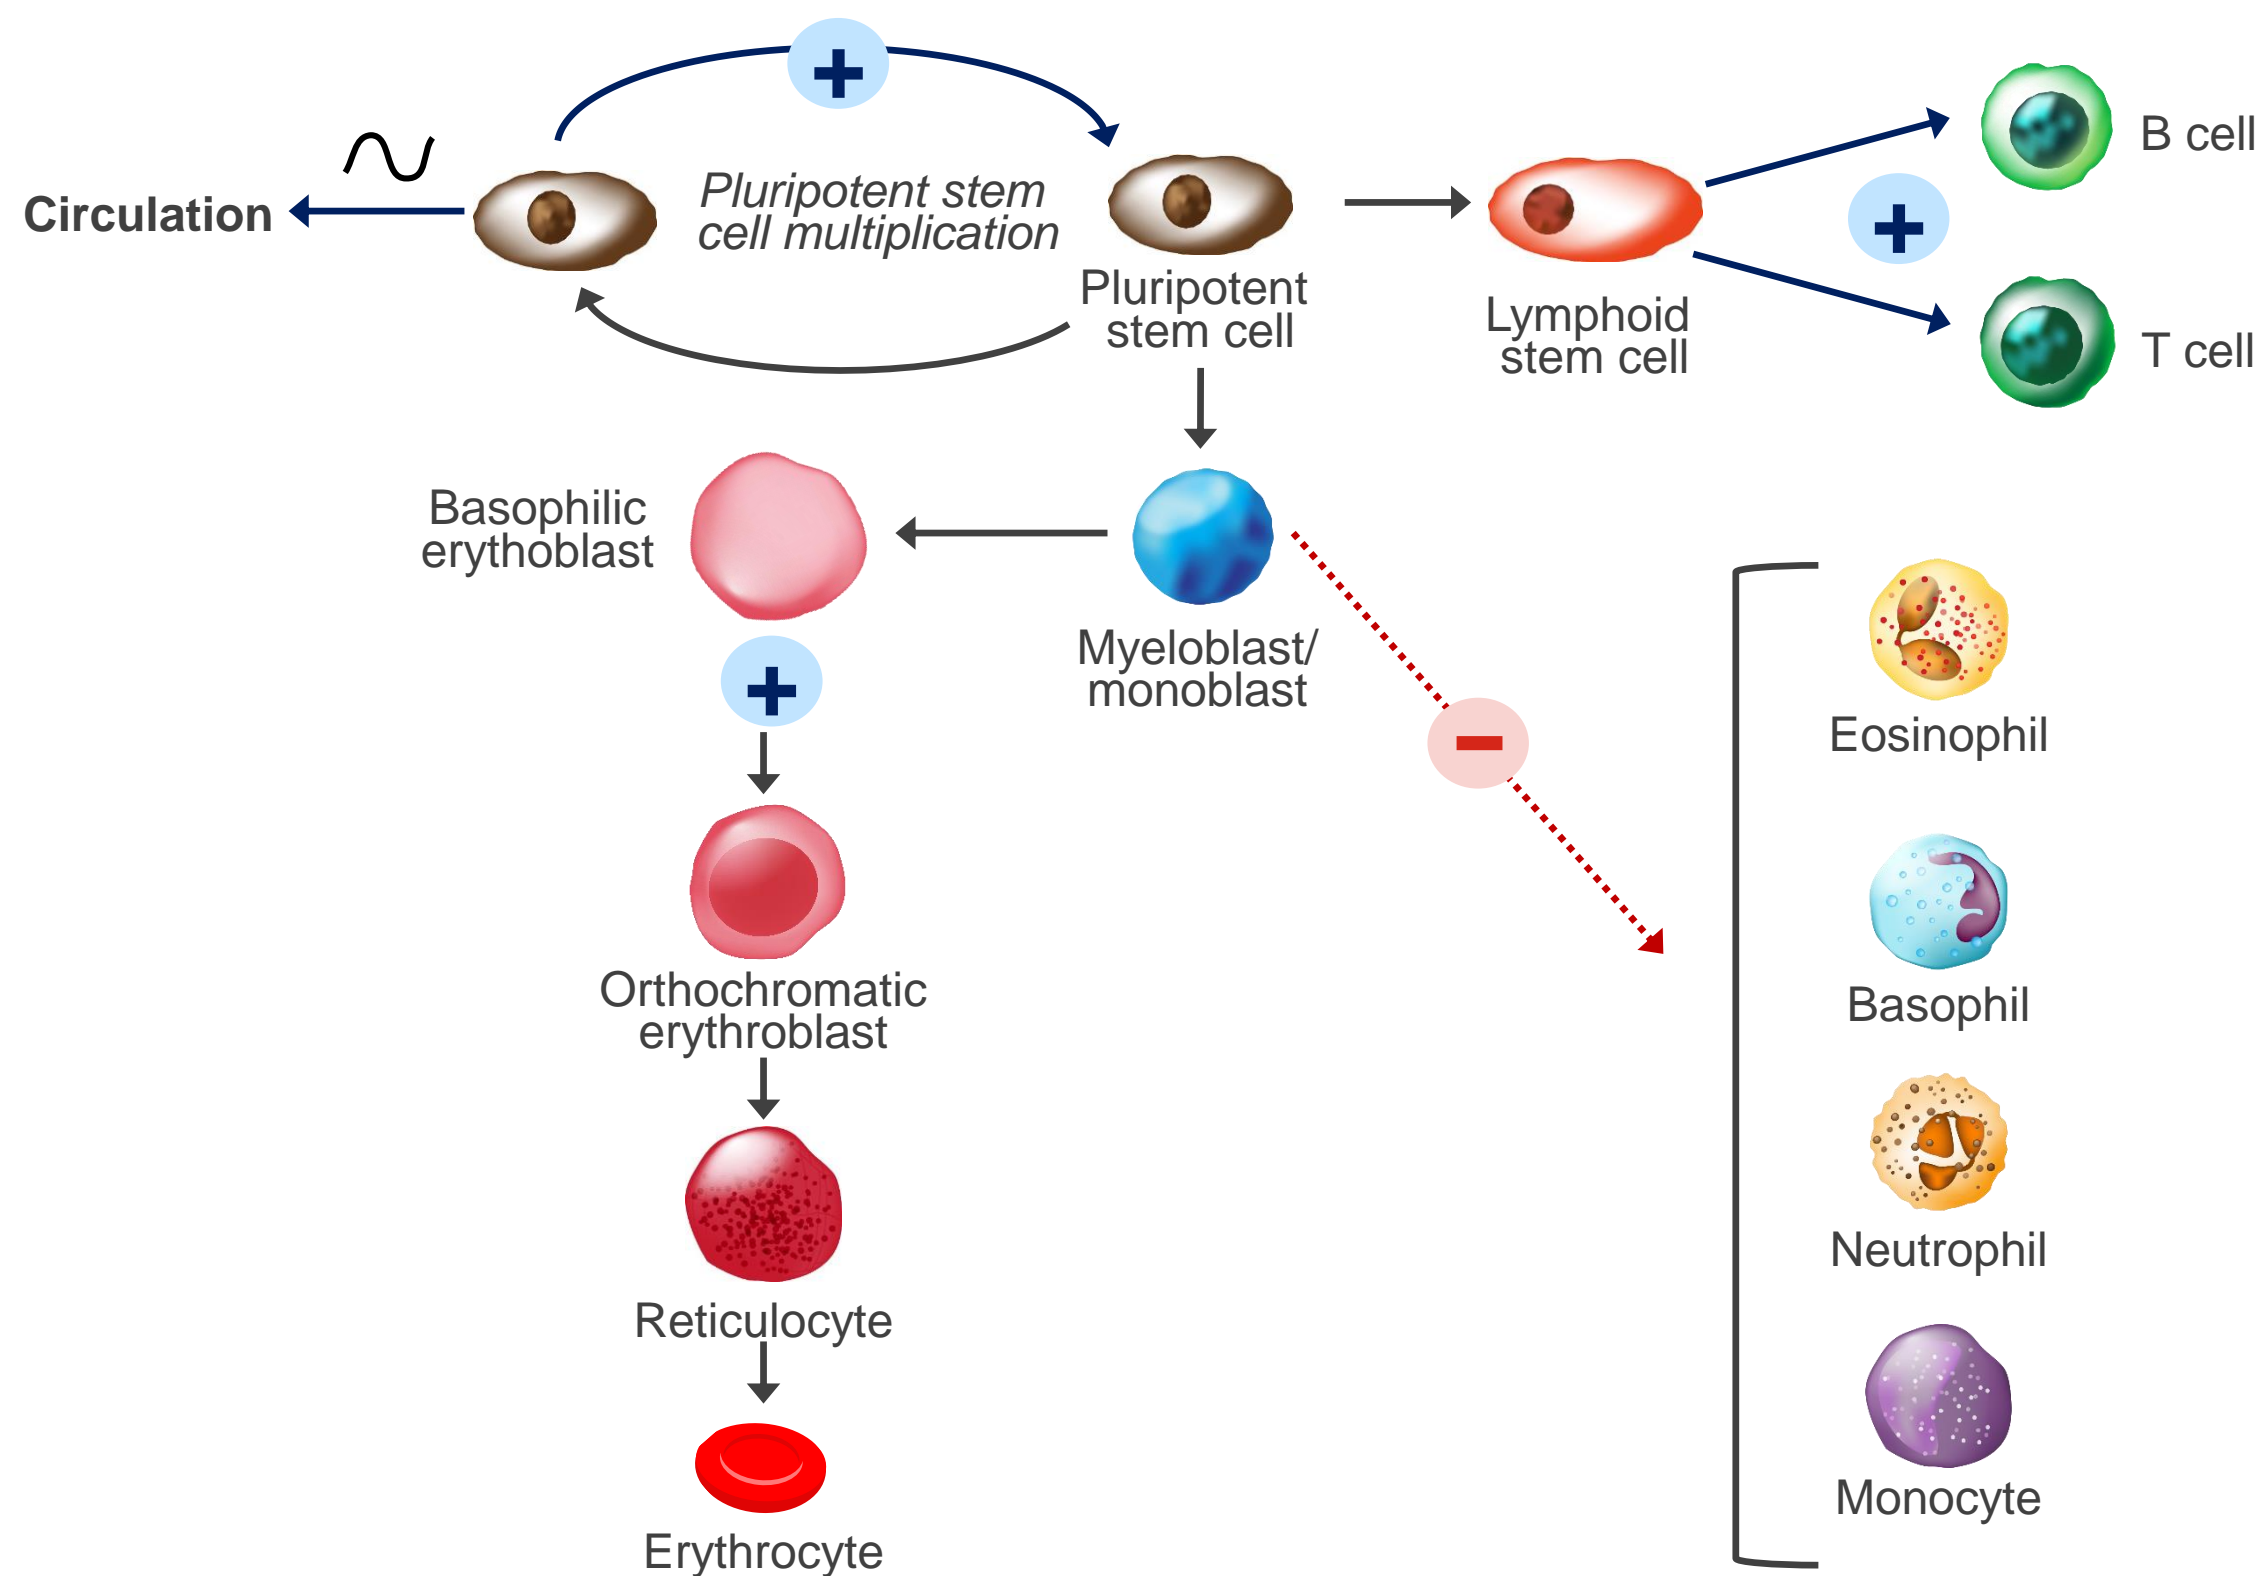 Circulation
Pluripotent stem
cell multiplication
Pluripotent
stem cell
Lymphoid
stem cell
B cell
T cell
Basophilic
erythoblast
Myeloblast/
monoblast
Orthochromatic
erythroblast
Reticulocyte
Erythrocyte
Eosinophil
Basophil
Neutrophil
Monocyte